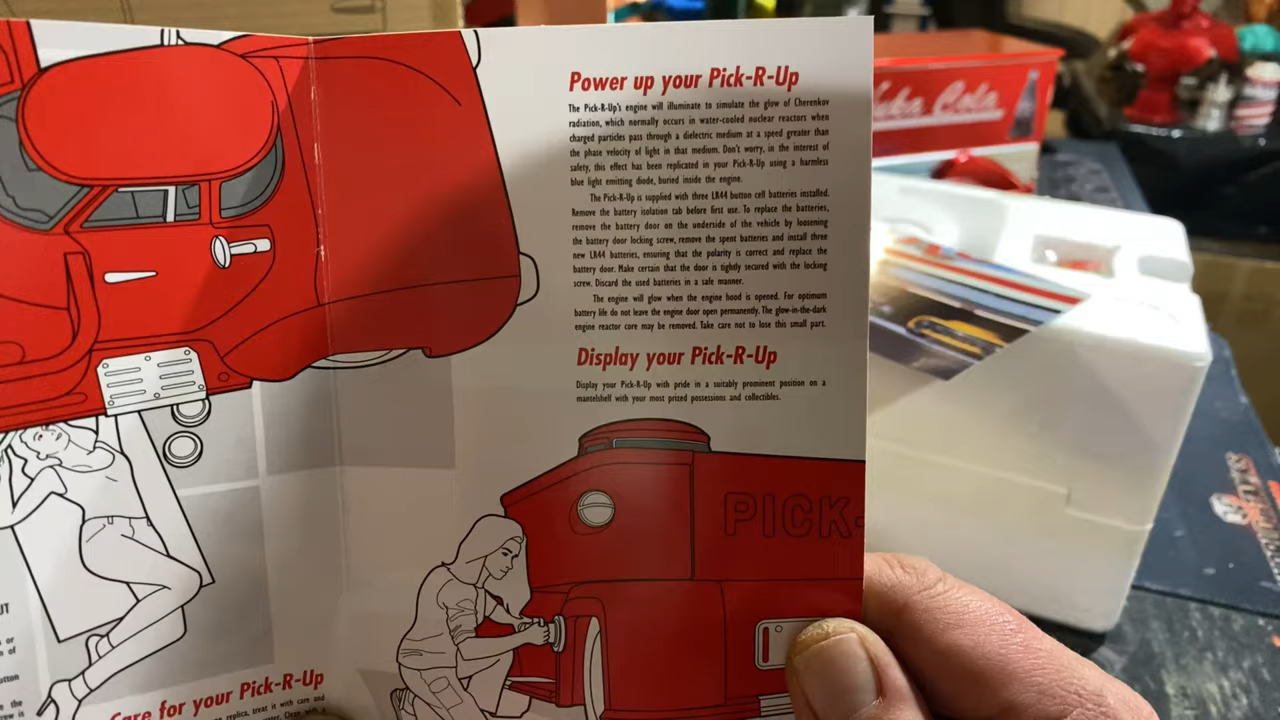 Power up your Pick-R-Up
The Pick-R-Up's engine will illuminate to simulate the glow of Cherenkov
radiation, which normally occurs in water-cooled nuclear reactors when
charged particles pass through a dielectric medium at a speed greater than
the phase velocity of light in that medium. Don't worry, in the interest of
safety, this effect has been replicated in your Pick-R-Up using a harmless
blue light emitting diode, buried inside the engine.
The Pick-R-Up is supplied with three LR44 button cell batteries installed.
Remove the battery isolation tab before first use. To replace the batteries,
remove the battery door on the underside of the vehicle by loosening
the battery door locking screw, remove the spent batteries and install three
new LR44 batteries, ensuring that the polarity is correct and replace the
battery door. Make certain that the door is tightly secured with the locking
screw. Discard the used batteries in a safe manner.
The engine will glow when the engine hood is opened. For optimum
battery life do not leave the engine door open permanently. The glow-in-the-dark
engine reactor core may be removed. Take care not to lose this small part.
Display your Pick-R-Up
Display your Pick-R-Up with pride in a suitably prominent position on a
mantelshelf with your most prized possessions and collectibles.
PICK-
Care for your Pick-R-Up
replica, treat it with care and
Cola